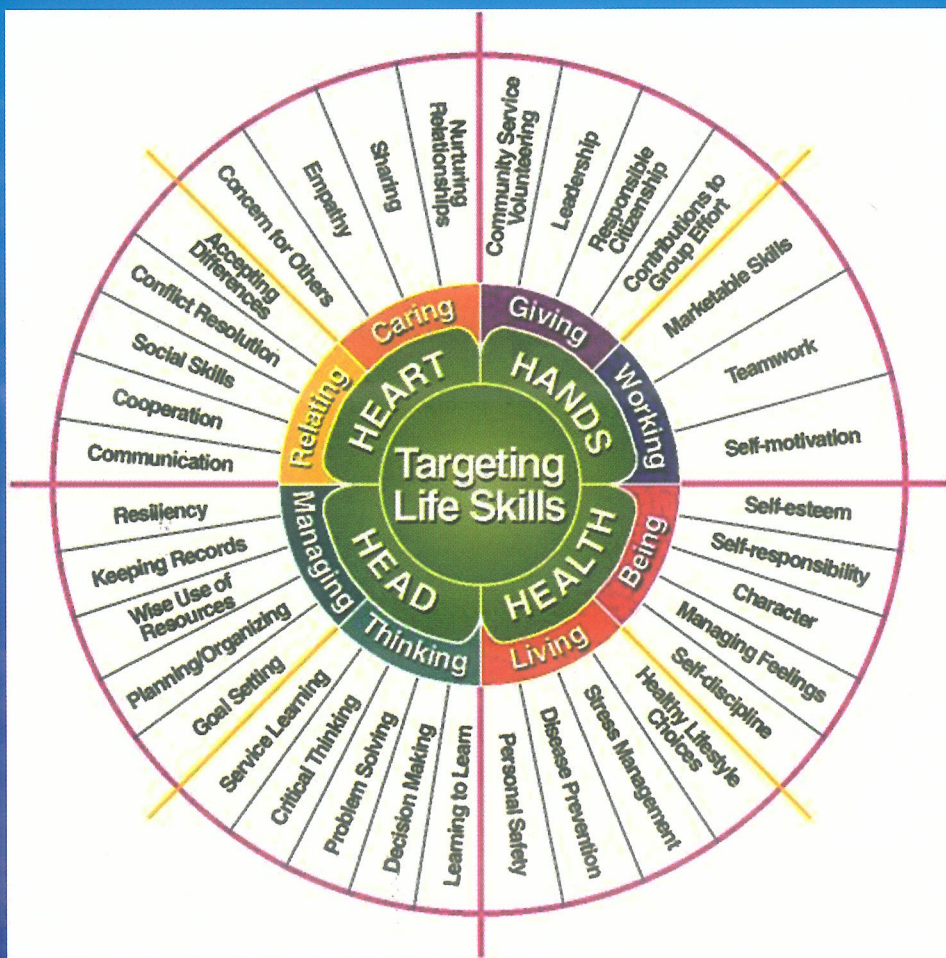 Targeting
Life Skills
HEART
Caring
Nurturing
Relationships
Sharing
Empathy
Concern for Others
Relating
Accepting
Differences
Conflict Resolution
Social Skills
Cooperation
Communication
HANDS
Giving
Community Service
Volunteering
Leadership
Responsible
Citizenship
Contributions to
Group Effort
Working
Marketable Skills
Teamwork
Self-motivation
HEALTH
Being
Self-esteem
Self-responsibility
Character
Managing Feelings
Self-discipline
Living
Healthy Lifestyle
Choices
Stress Management
Disease Prevention
Personal Safety
HEAD
Thinking
Learning to Learn
Decision Making
Problem Solving
Critical Thinking
Service Learning
Managing
Goal Setting
Planning/Organizing
Wise Use of
Resources
Keeping Records
Resiliency